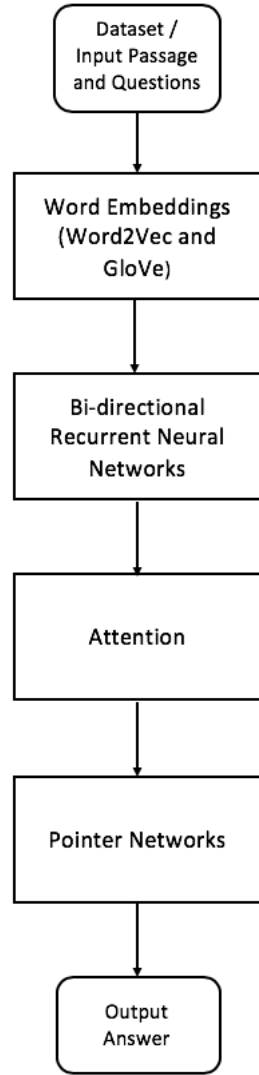 Dataset /
Input Passage
and Questions
Word Embeddings
(Word2Vec and
GloVe)
Bi-directional
Recurrent Neural
Networks
Attention
Pointer Networks
Output
Answer